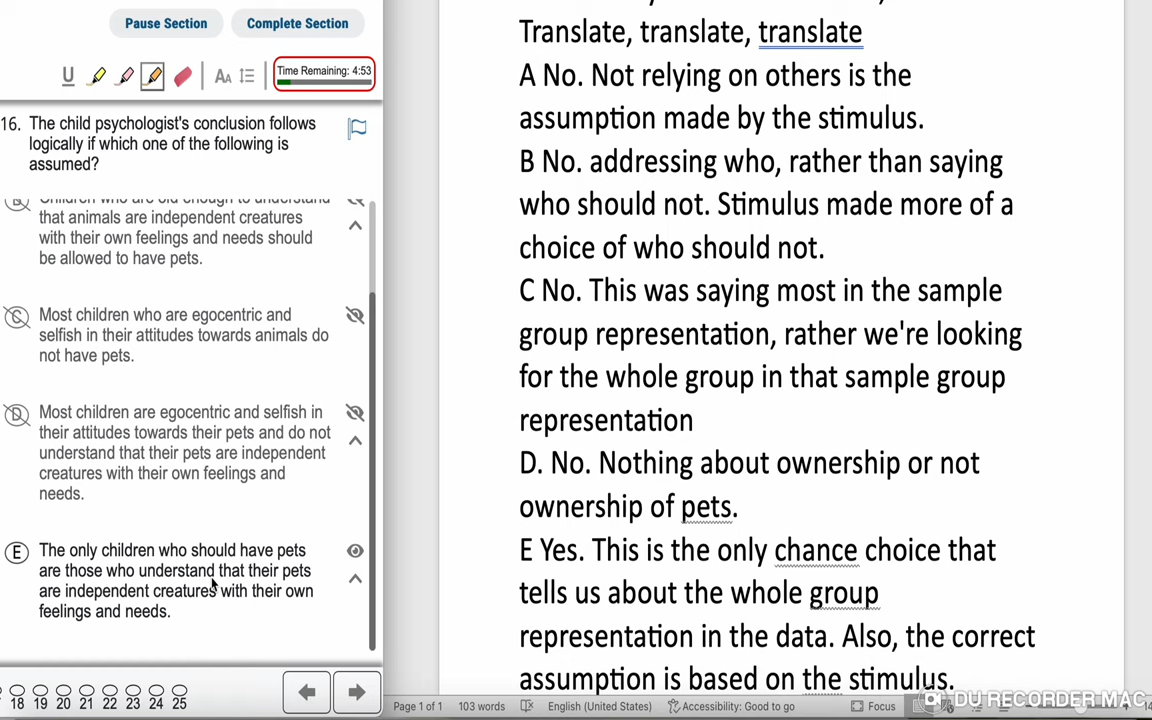 Pause Section
Complete Section
U
AA
Time Remaining: 4:53
16. The child psychologist's conclusion follows
logically if which one of the following is
assumed?
Children who are old enough to understand
that animals are independent creatures
with their own feelings and needs should
be allowed to have pets.
C Most children who are egocentric and
selfish in their attitudes towards animals do
not have pets.
D Most children are egocentric and selfish in
their attitudes towards their pets and do not
understand that their pets are independent
creatures with their own feelings and
needs.
E The only children who should have pets
are those who understand that their pets
are independent creatures with their own
feelings and needs.
18 19 20 21 22 23 24 25
Translate, translate, translate
A No. Not relying on others is the
assumption made by the stimulus.
B No. addressing who, rather than saying
who should not. Stimulus made more of a
choice of who should not.
C No. This was saying most in the sample
group representation, rather we're looking
for the whole group in that sample group
representation
D. No. Nothing about ownership or not
ownership of pets.
E Yes. This is the only chance choice that
tells us about the whole group
representation in the data. Also, the correct
assumption is based on the stimulus.
Page 1 of 1
103 words
English (United States)
Accessibility: Good to go
Focus
DU RECORDER MAC